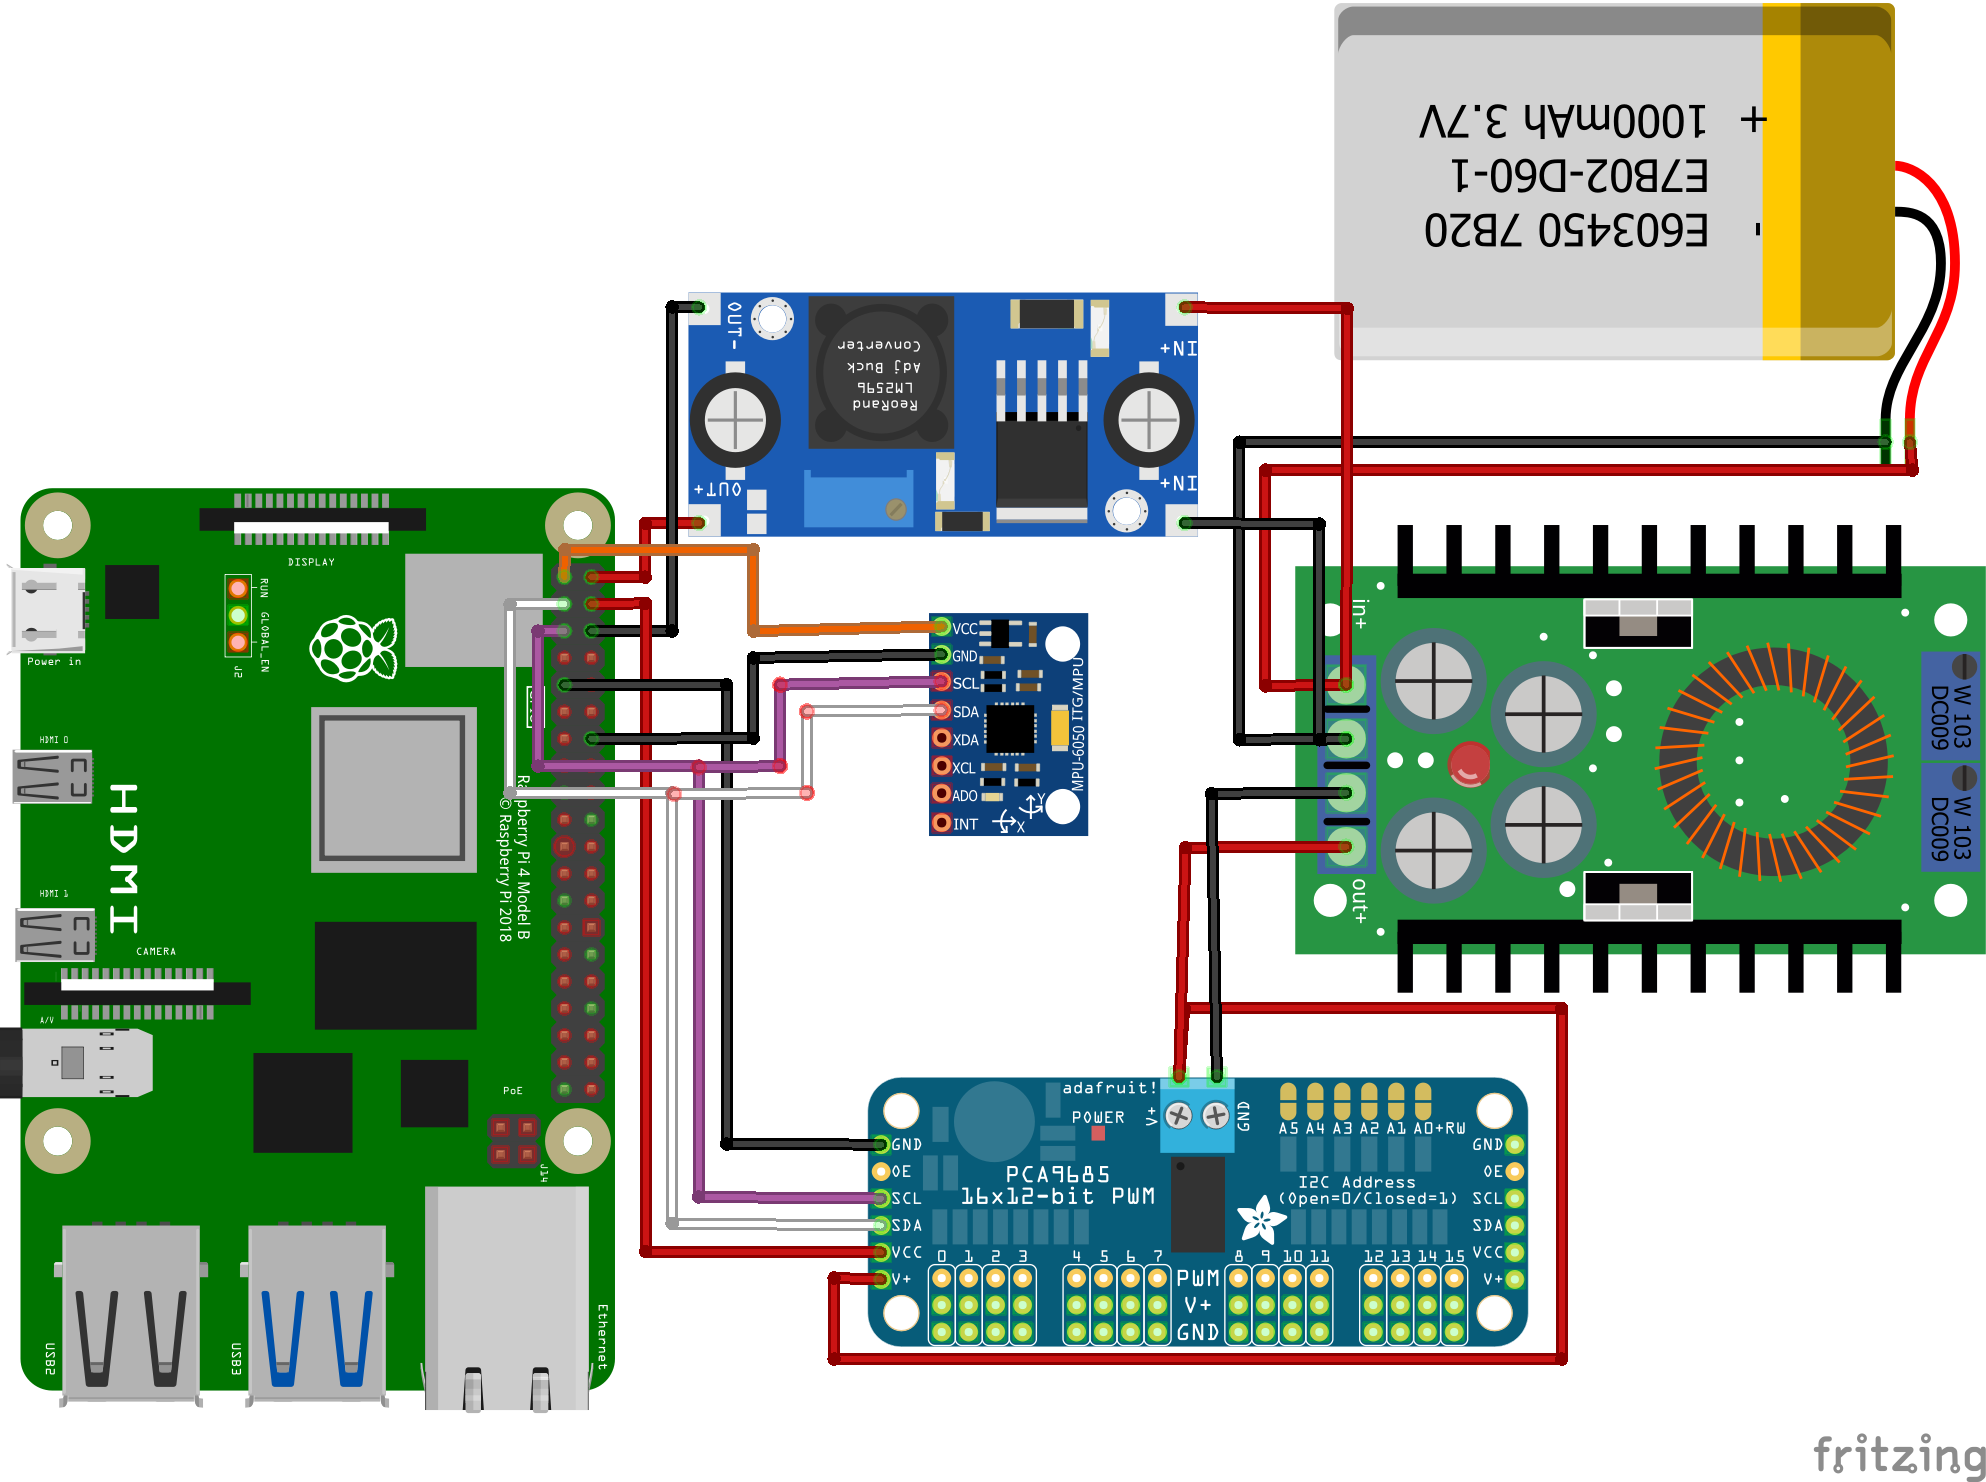 1000mAh 3.7V
+
E7B02-D60-1
E603450 7B20
-
OUT-
IN+
ReoRand
LM2596
Adj Buck
Converter
OUT+
IN+
DISPLAY
RUN
GLOBAL_EN
J2
Power in
HDMI 0
HDMI
HDMI 1
CAMERA
A/V
Raspberry Pi 4 Model B
© Raspberry Pi 2018
PoE
J14
USB2
USB3
Ethernet
VCC
GND
SCL
SDA
XDA
XCL
ADO
INT
MPU-6050 ITG/MPU
Y
X
in+
out+
W 103
DC009
W 103
DC009
adafruit!
POWER
V+
GND
A5 A4 A3 A2 A1 A0+RW
PCA9685
16x12-bit PWM
I2C Address
(Open=0/Closed=1)
GND
OE
SCL
SDA
VCC
V+
GND
OE
SCL
SDA
VCC
V+
0 1 2 3 4 5 6 7 8 9 10 11 12 13 14 15
PWM
V+
GND
fritzing